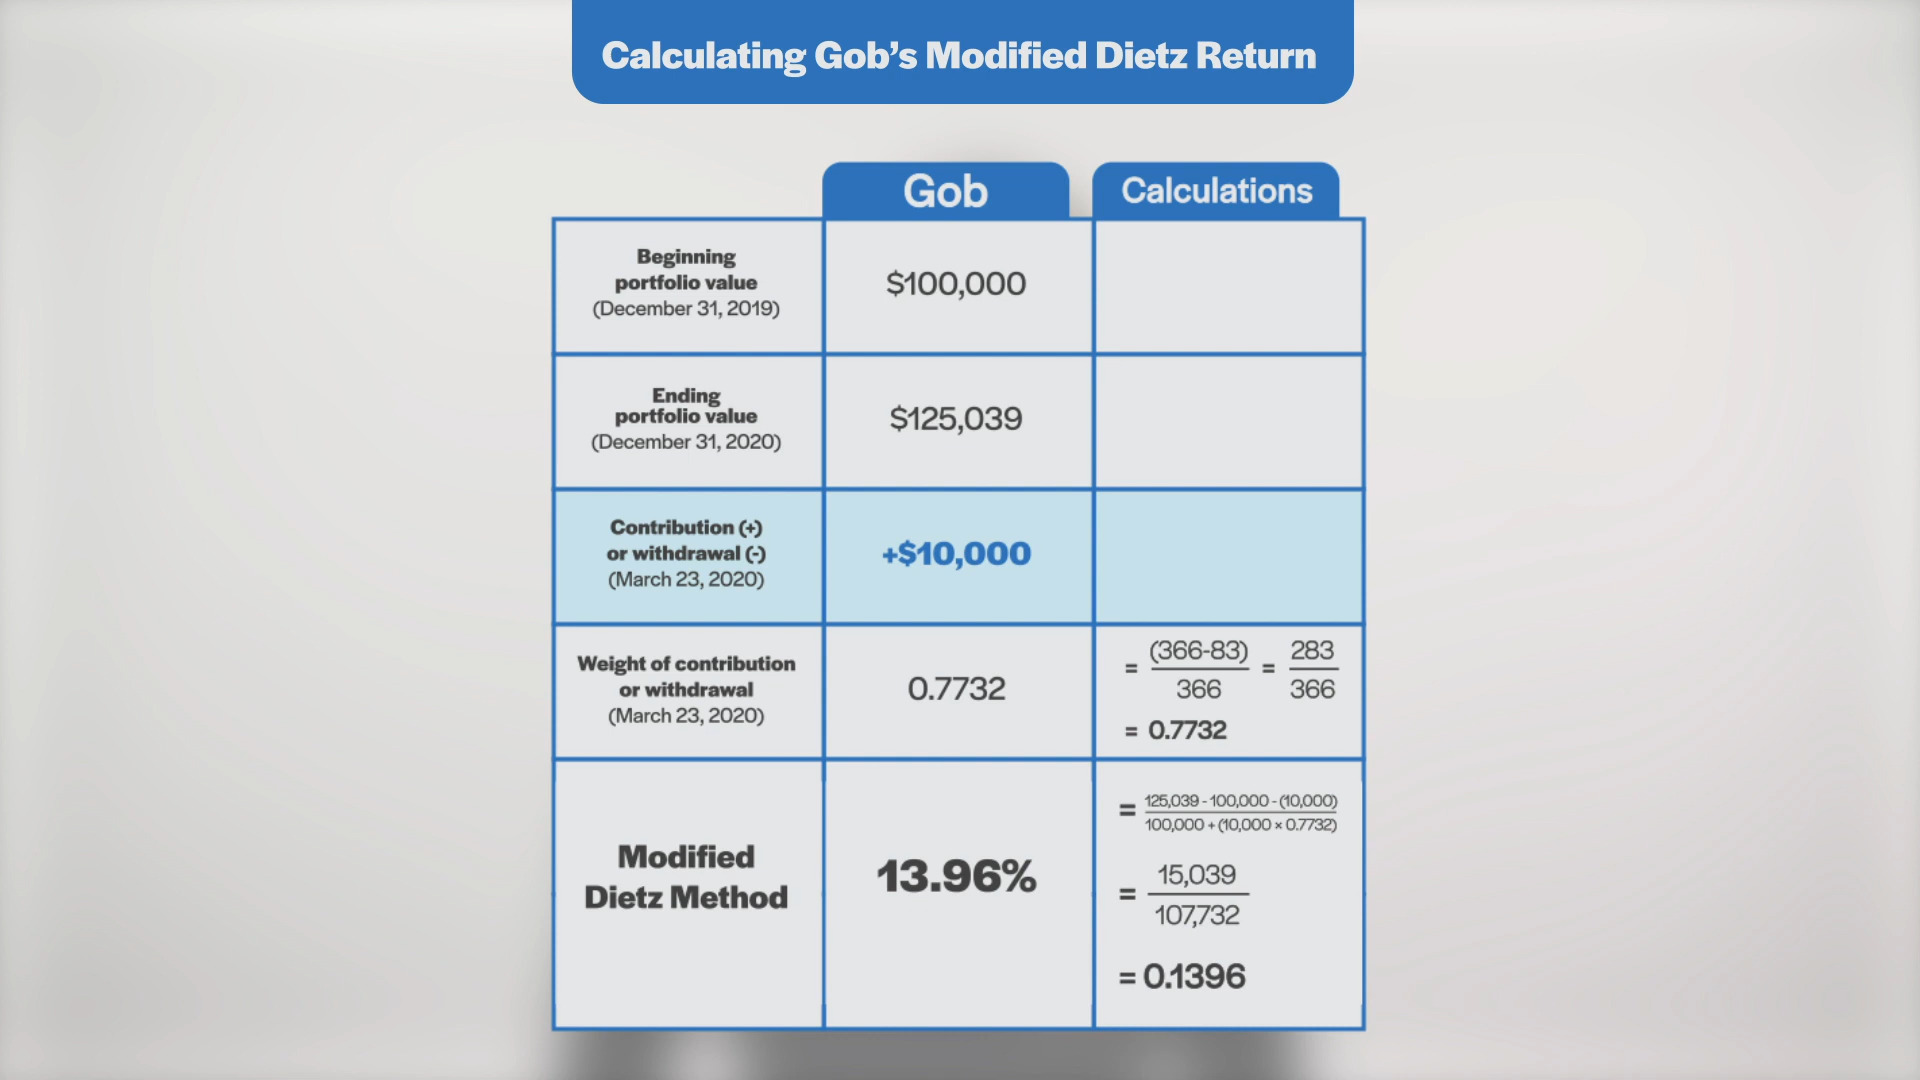 Calculating Gob's Modified Dietz Return
Gob
Calculations
Beginning
portfolio value
(December 31, 2019)
$100,000
Ending
portfolio value
(December 31, 2020)
$125,039
Contribution (+)
or withdrawal (-)
(March 23, 2020)
+$10,000
Weight of contribution
or withdrawal
(March 23, 2020)
0.7732
= (366-83) = 283
366 366
= 0.7732
Modified
Dietz Method
13.96%
= 125,039 - 100,000 - (10,000)
100,000 + (10,000 × 0.7732)
= 15,039
107,732
= 0.1396